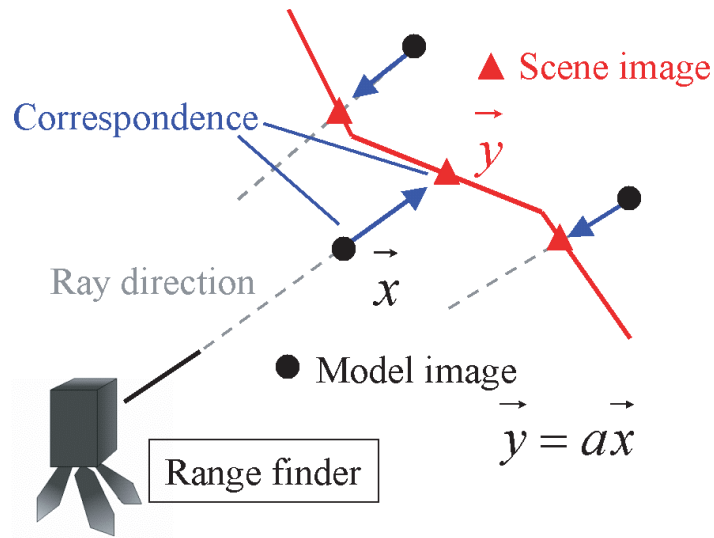 Scene image
Correspondence
y⃗
Ray direction
x⃗
Model image
y⃗ = ax⃗
Range finder